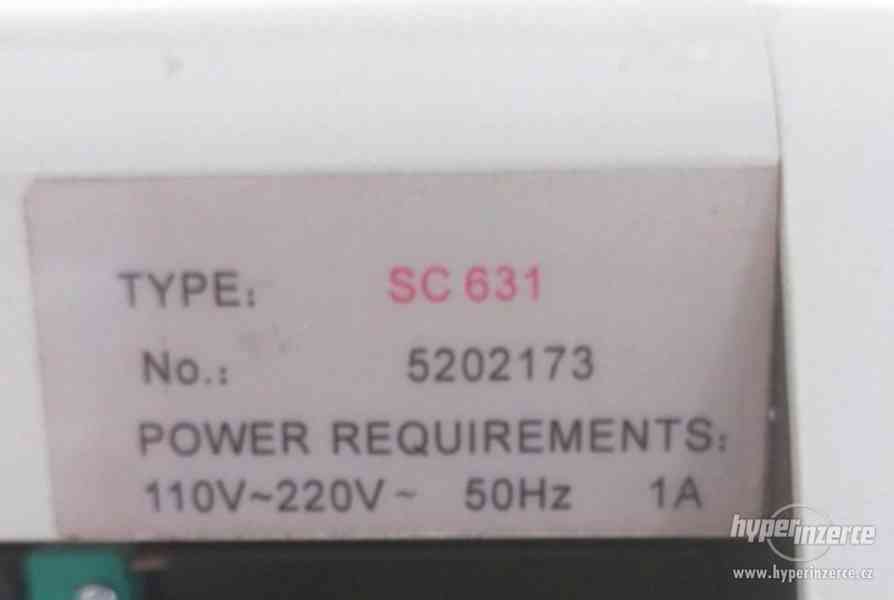 TYPE: SC 631
No.: 5202173
POWER REQUIREMENTS:
110V~220V~ 50Hz 1A
hyperinzerce
www.hyperinzerce.cz